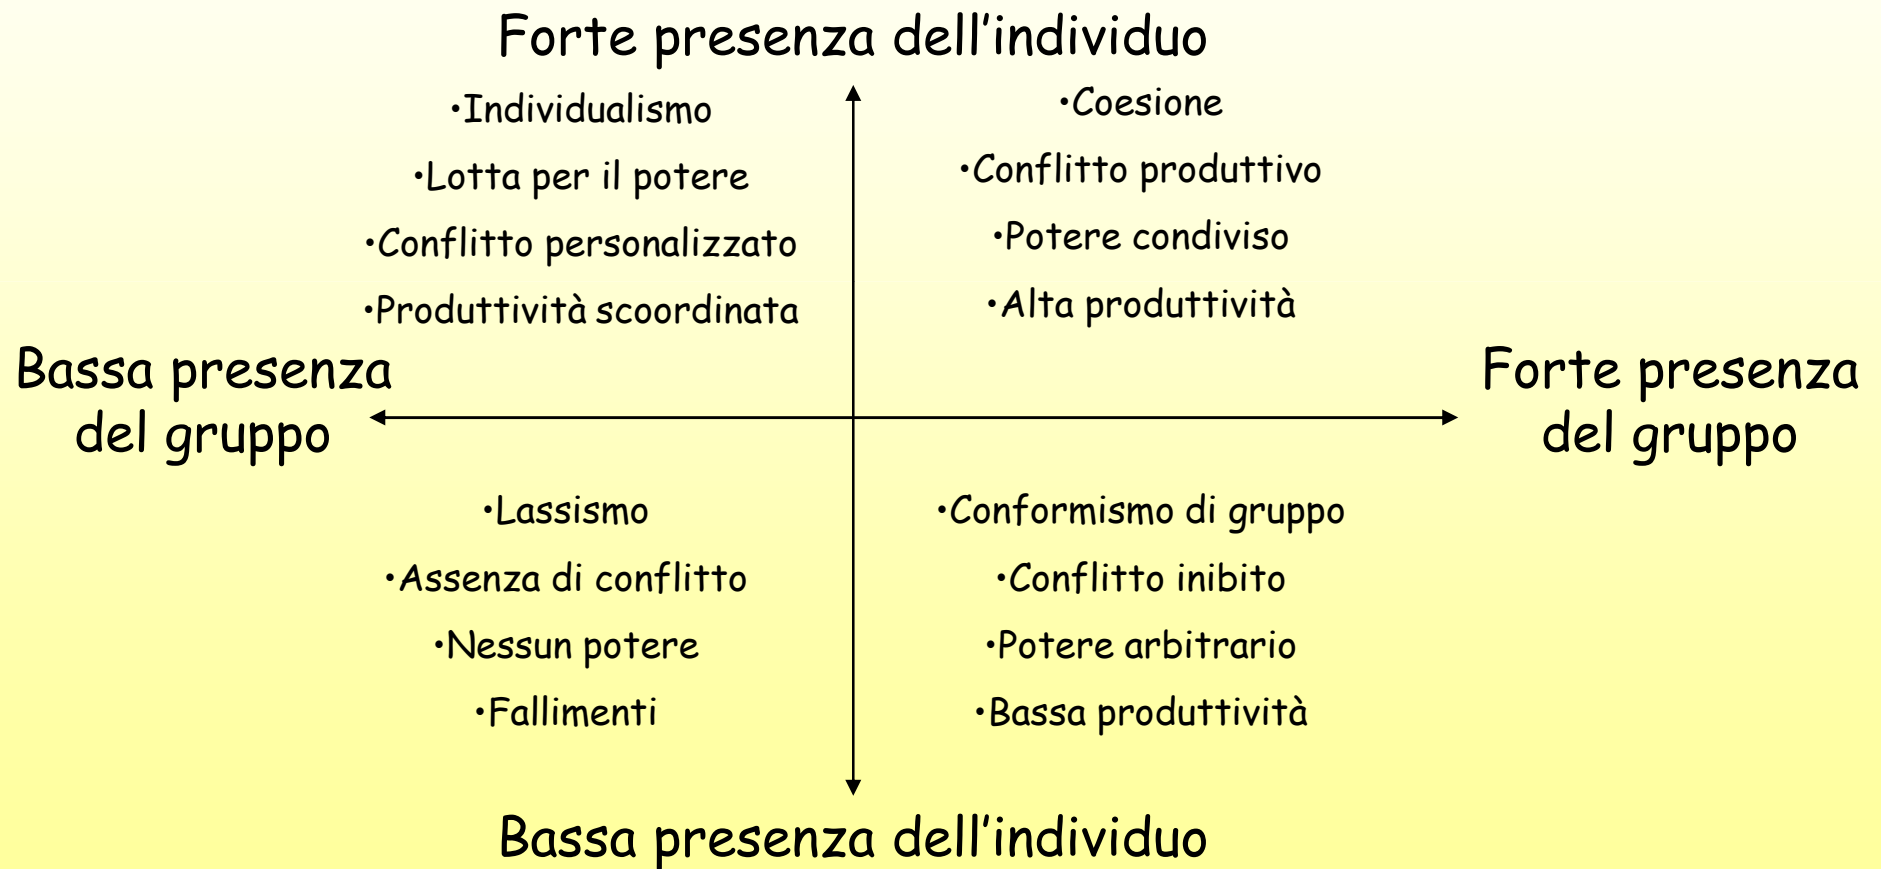 Forte presenza dell'individuo
•Individualismo
•Lotta per il potere
•Conflitto personalizzato
•Produttività scoordinata
•Coesione
•Conflitto produttivo
•Potere condiviso
•Alta produttività
Bassa presenza
del gruppo
Forte presenza
del gruppo
•Lassismo
•Assenza di conflitto
•Nessun potere
•Fallimenti
•Conformismo di gruppo
•Conflitto inibito
•Potere arbitrario
•Bassa produttività
Bassa presenza dell'individuo